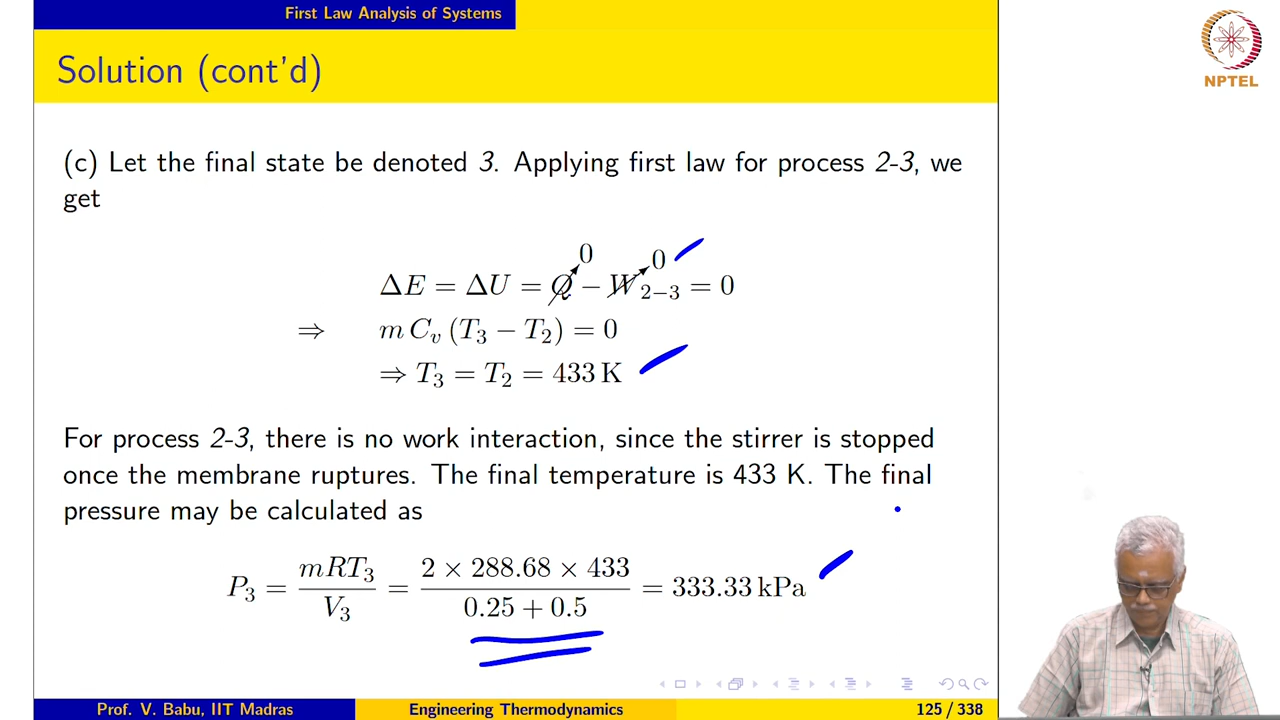 First Law Analysis of Systems
Solution (cont'd)
NPTEL
(c) Let the final state be denoted 3. Applying first law for process 2-3, we
get
ΔE = ΔU = Q̸⁰ − W̸⁰₂₋₃ = 0
⇒ m Cᵥ (T₃ − T₂) = 0
⇒ T₃ = T₂ = 433 K
For process 2-3, there is no work interaction, since the stirrer is stopped
once the membrane ruptures. The final temperature is 433 K. The final
pressure may be calculated as
P₃ = mRT₃ / V₃ = 2 × 288.68 × 433 / 0.25 + 0.5 = 333.33 kPa
Prof. V. Babu, IIT Madras Engineering Thermodynamics 125 / 338